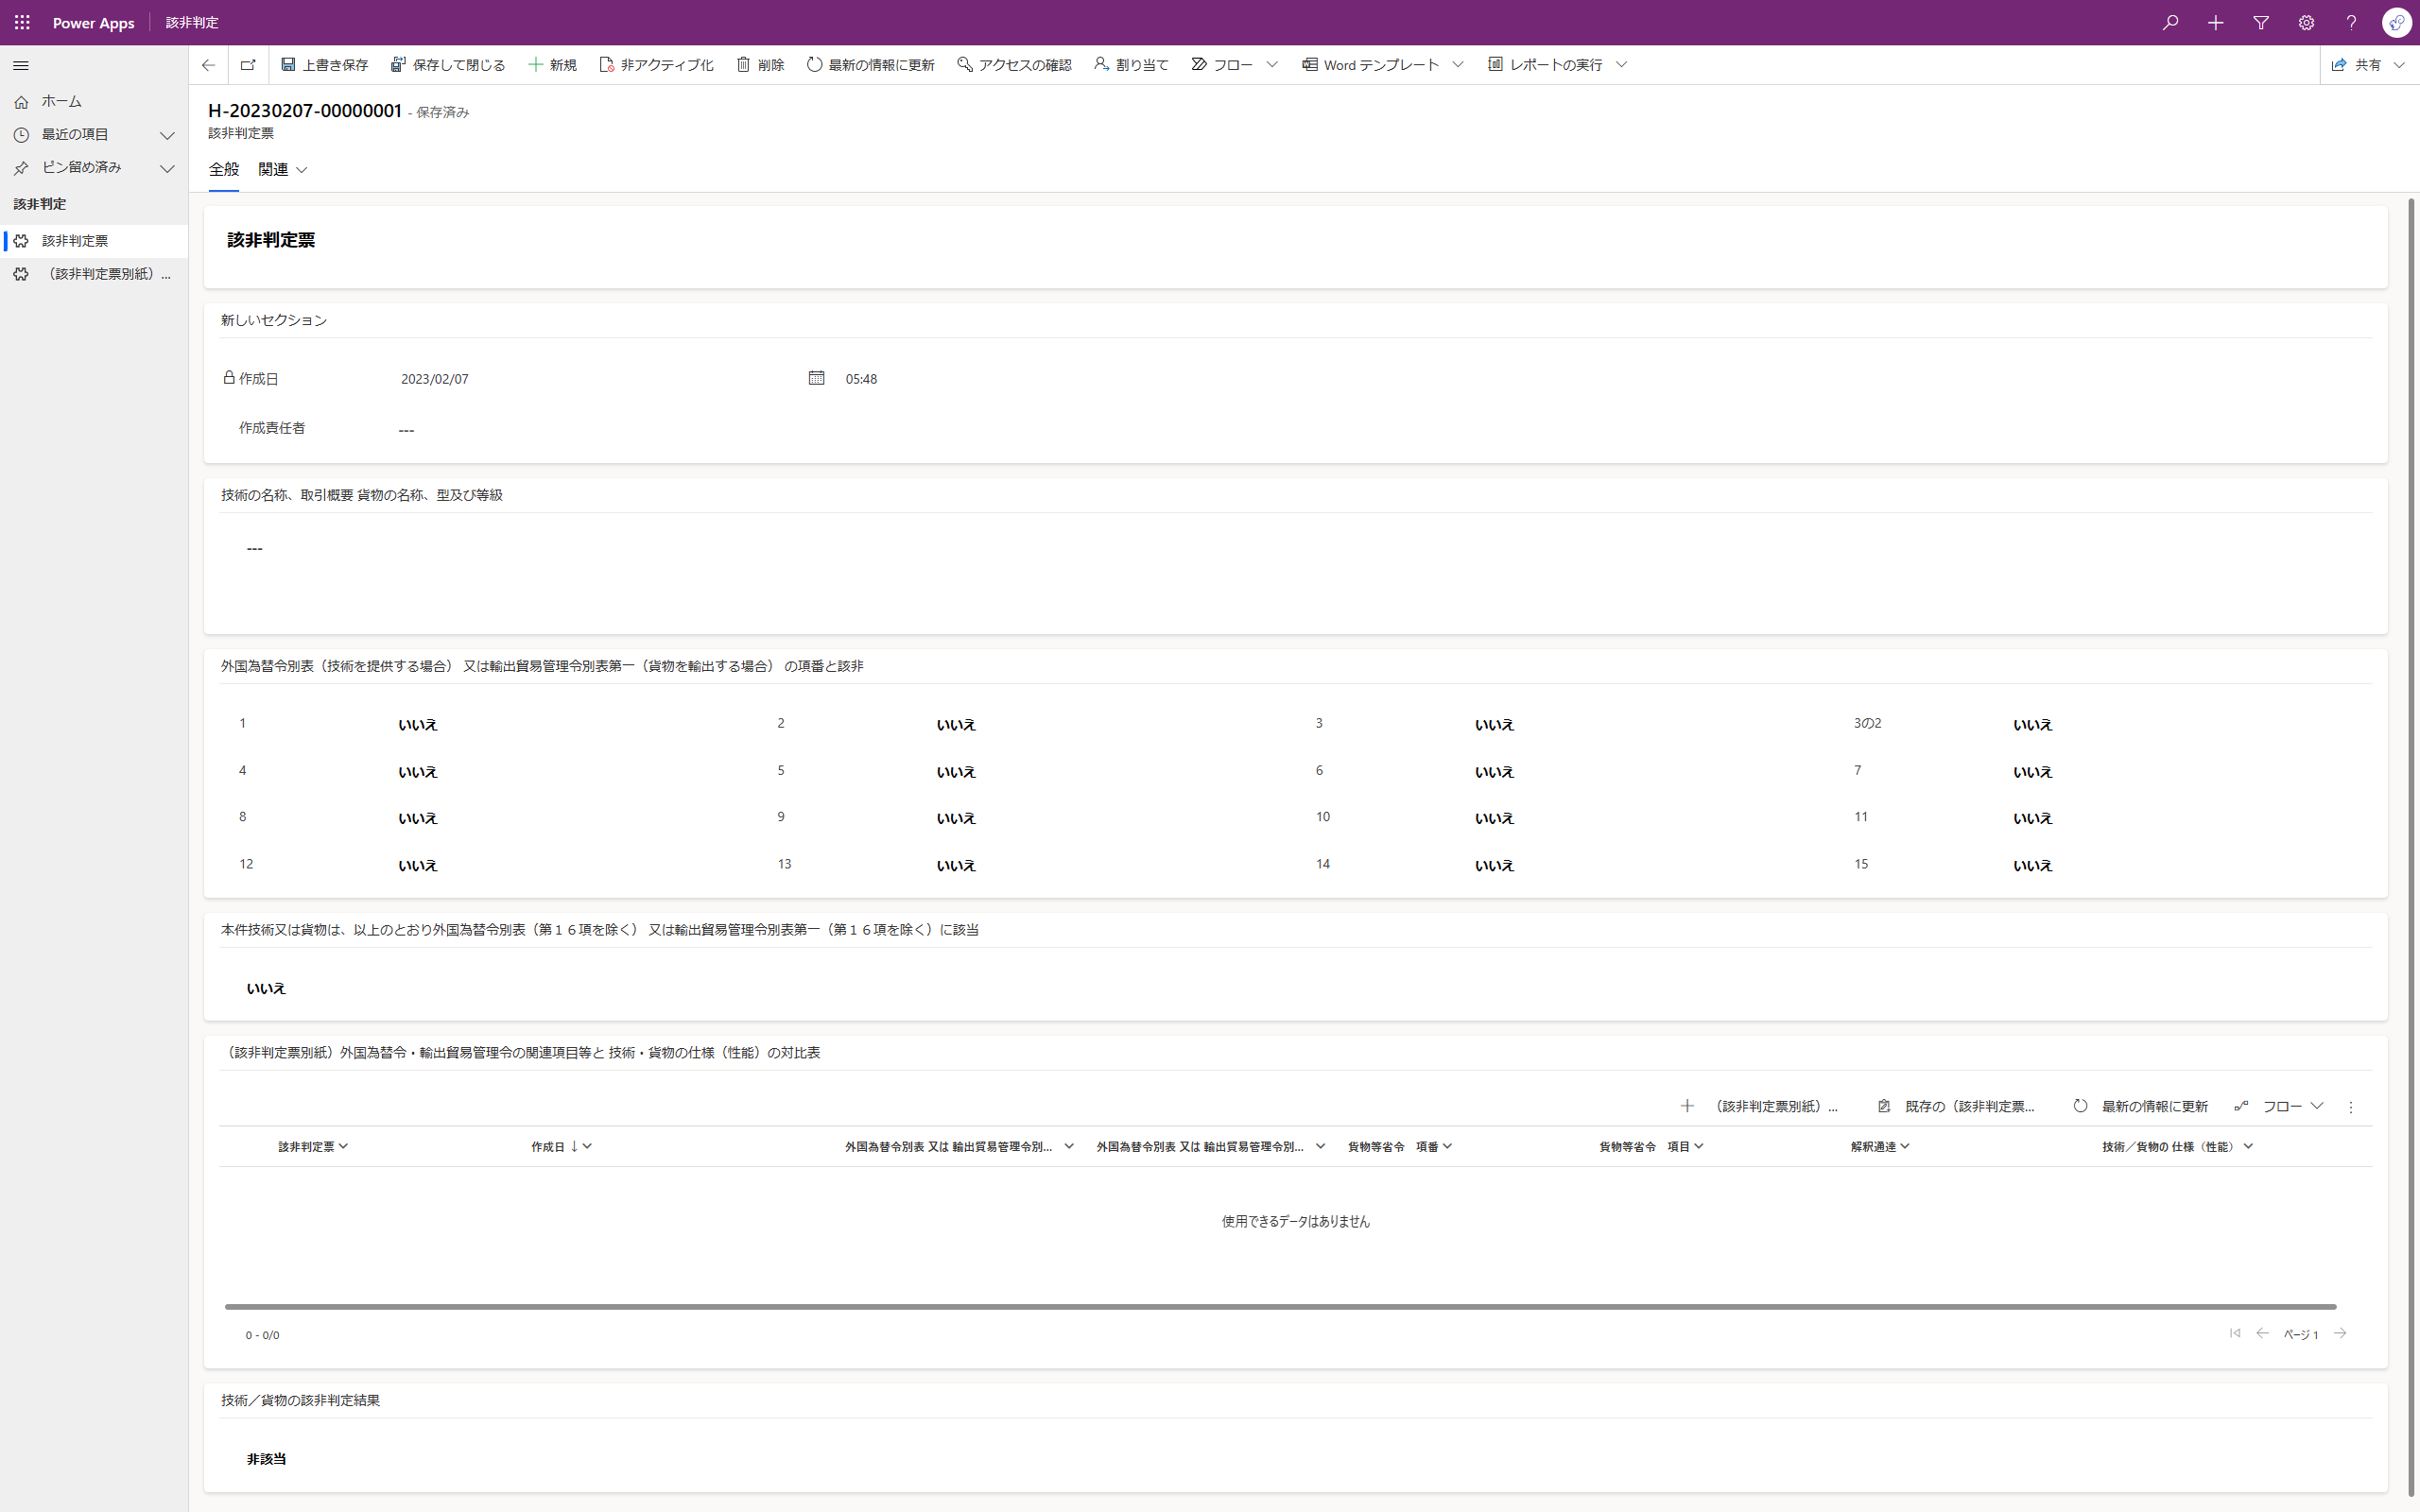 Power Apps 該非判定
上書き保存 保存して閉じる 新規 非アクティブ化 削除 最新の情報に更新 アクセスの確認 割り当て フロー Word テンプレート レポートの実行 共有
ホーム
最近の項目
ピン留め済み
該非判定
該非判定票
（該非判定票別紙）...
H-20230207-00000001 - 保存済み
該非判定票
全般 関連
該非判定票
新しいセクション
作成日 2023/02/07 05:48
作成責任者 ---
技術の名称、取引概要 貨物の名称、型及び等級
---
外国為替令別表（技術を提供する場合） 又は輸出貿易管理令別表第一（貨物を輸出する場合） の項番と該非
1 いいえ 2 いいえ 3 いいえ 3の2 いいえ
4 いいえ 5 いいえ 6 いいえ 7 いいえ
8 いいえ 9 いいえ 10 いいえ 11 いいえ
12 いいえ 13 いいえ 14 いいえ 15 いいえ
本件技術又は貨物は、以上のとおり外国為替令別表（第１６項を除く） 又は輸出貿易管理令別表第一（第１６項を除く）に該当
いいえ
（該非判定票別紙）外国為替令・輸出貿易管理令の関連項目等と 技術・貨物の仕様（性能）の対比表
（該非判定票別紙）... 既存の（該非判定票... 最新の情報に更新 フロー
該非判定票 作成日 ↓ 外国為替令別表 又は 輸出貿易管理令別... 外国為替令別表 又は 輸出貿易管理令別... 貨物等省令　項番 貨物等省令　項目 解釈通達 技術／貨物の 仕様（性能）
使用できるデータはありません
0 - 0/0 ページ 1
技術／貨物の該非判定結果
非該当